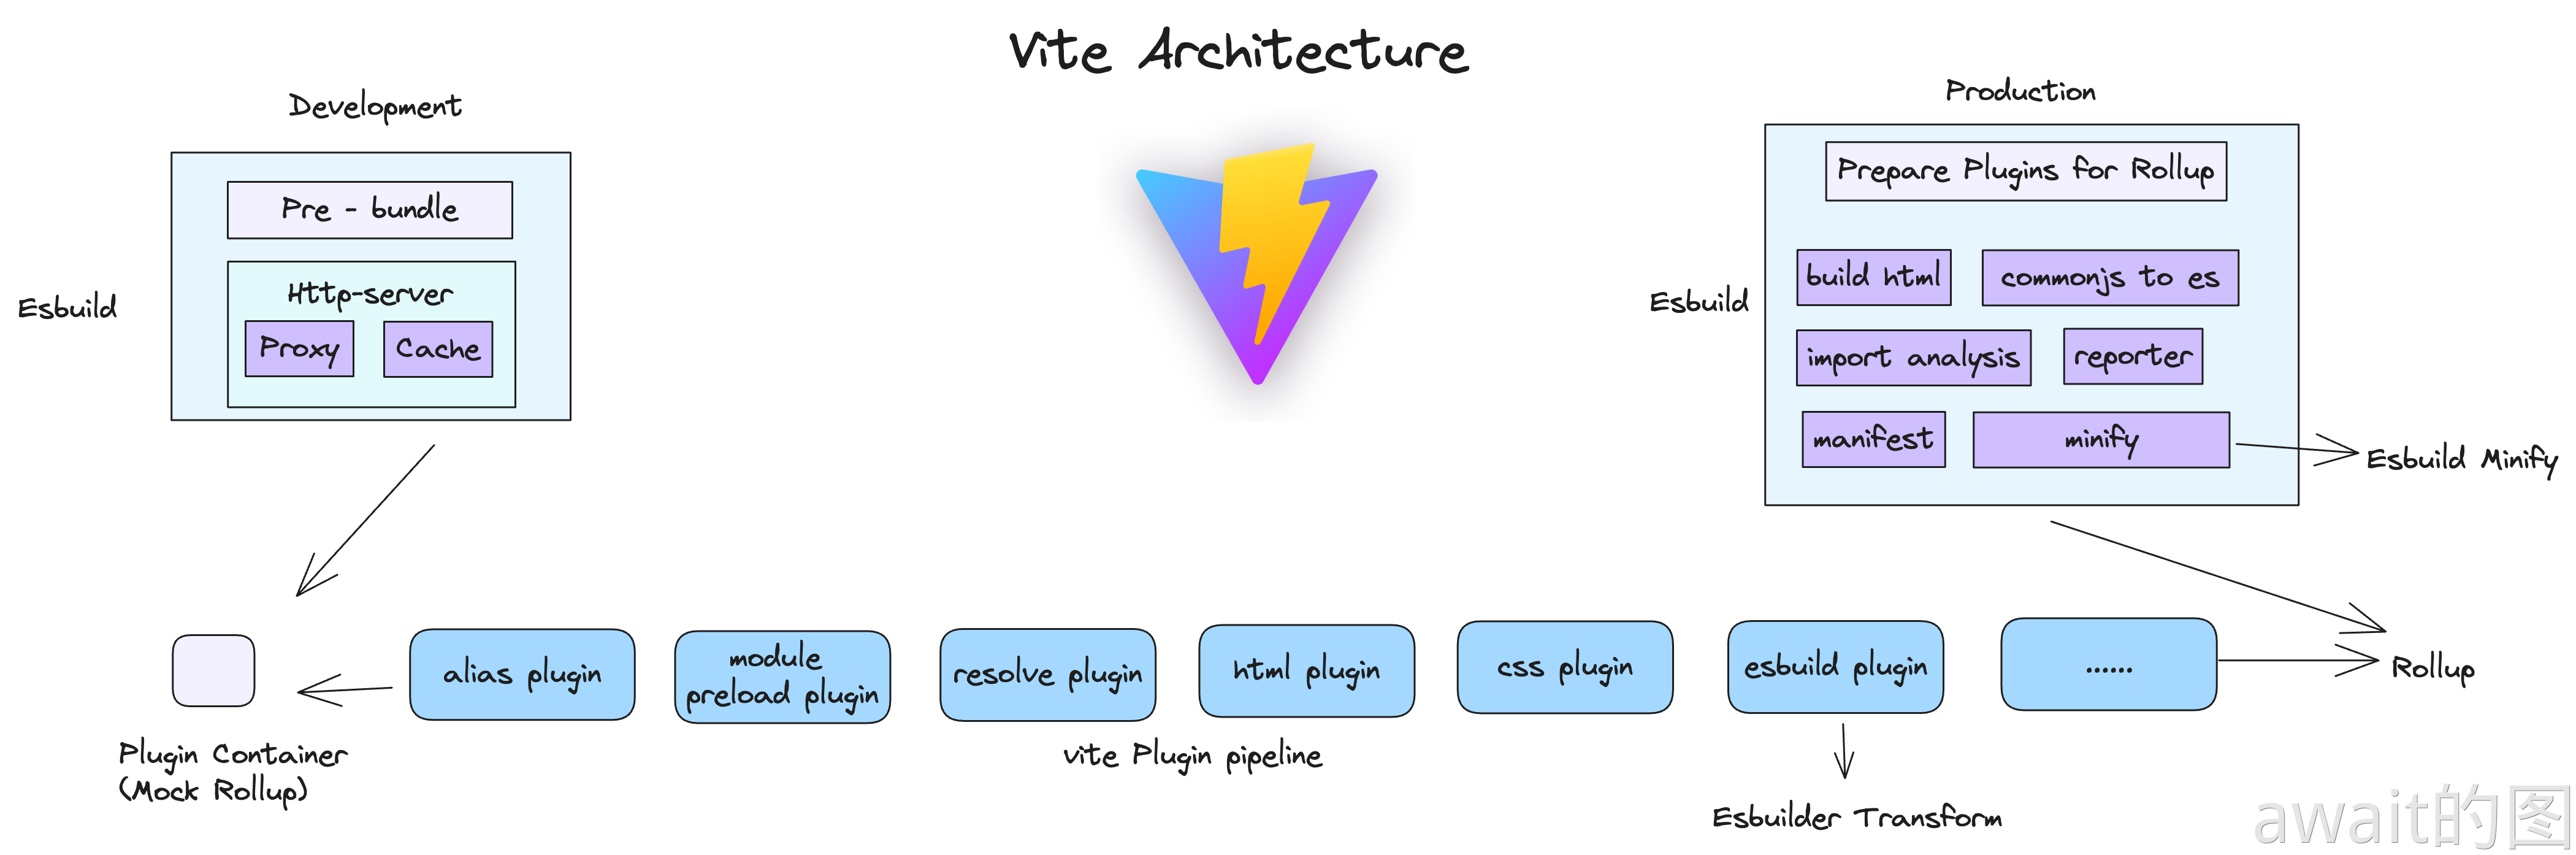 Vite Architecture
Development
Pre - bundle
Http-server
Proxy
Cache
Esbuild
Production
Prepare Plugins for Rollup
build html
commonjs to es
Esbuild
import analysis
reporter
manifest
minify
Esbuild Minify
alias plugin
module
preload plugin
resolve plugin
html plugin
css plugin
esbuild plugin
......
Rollup
Plugin Container
(Mock Rollup)
vite Plugin pipeline
Esbuilder Transform
await的图